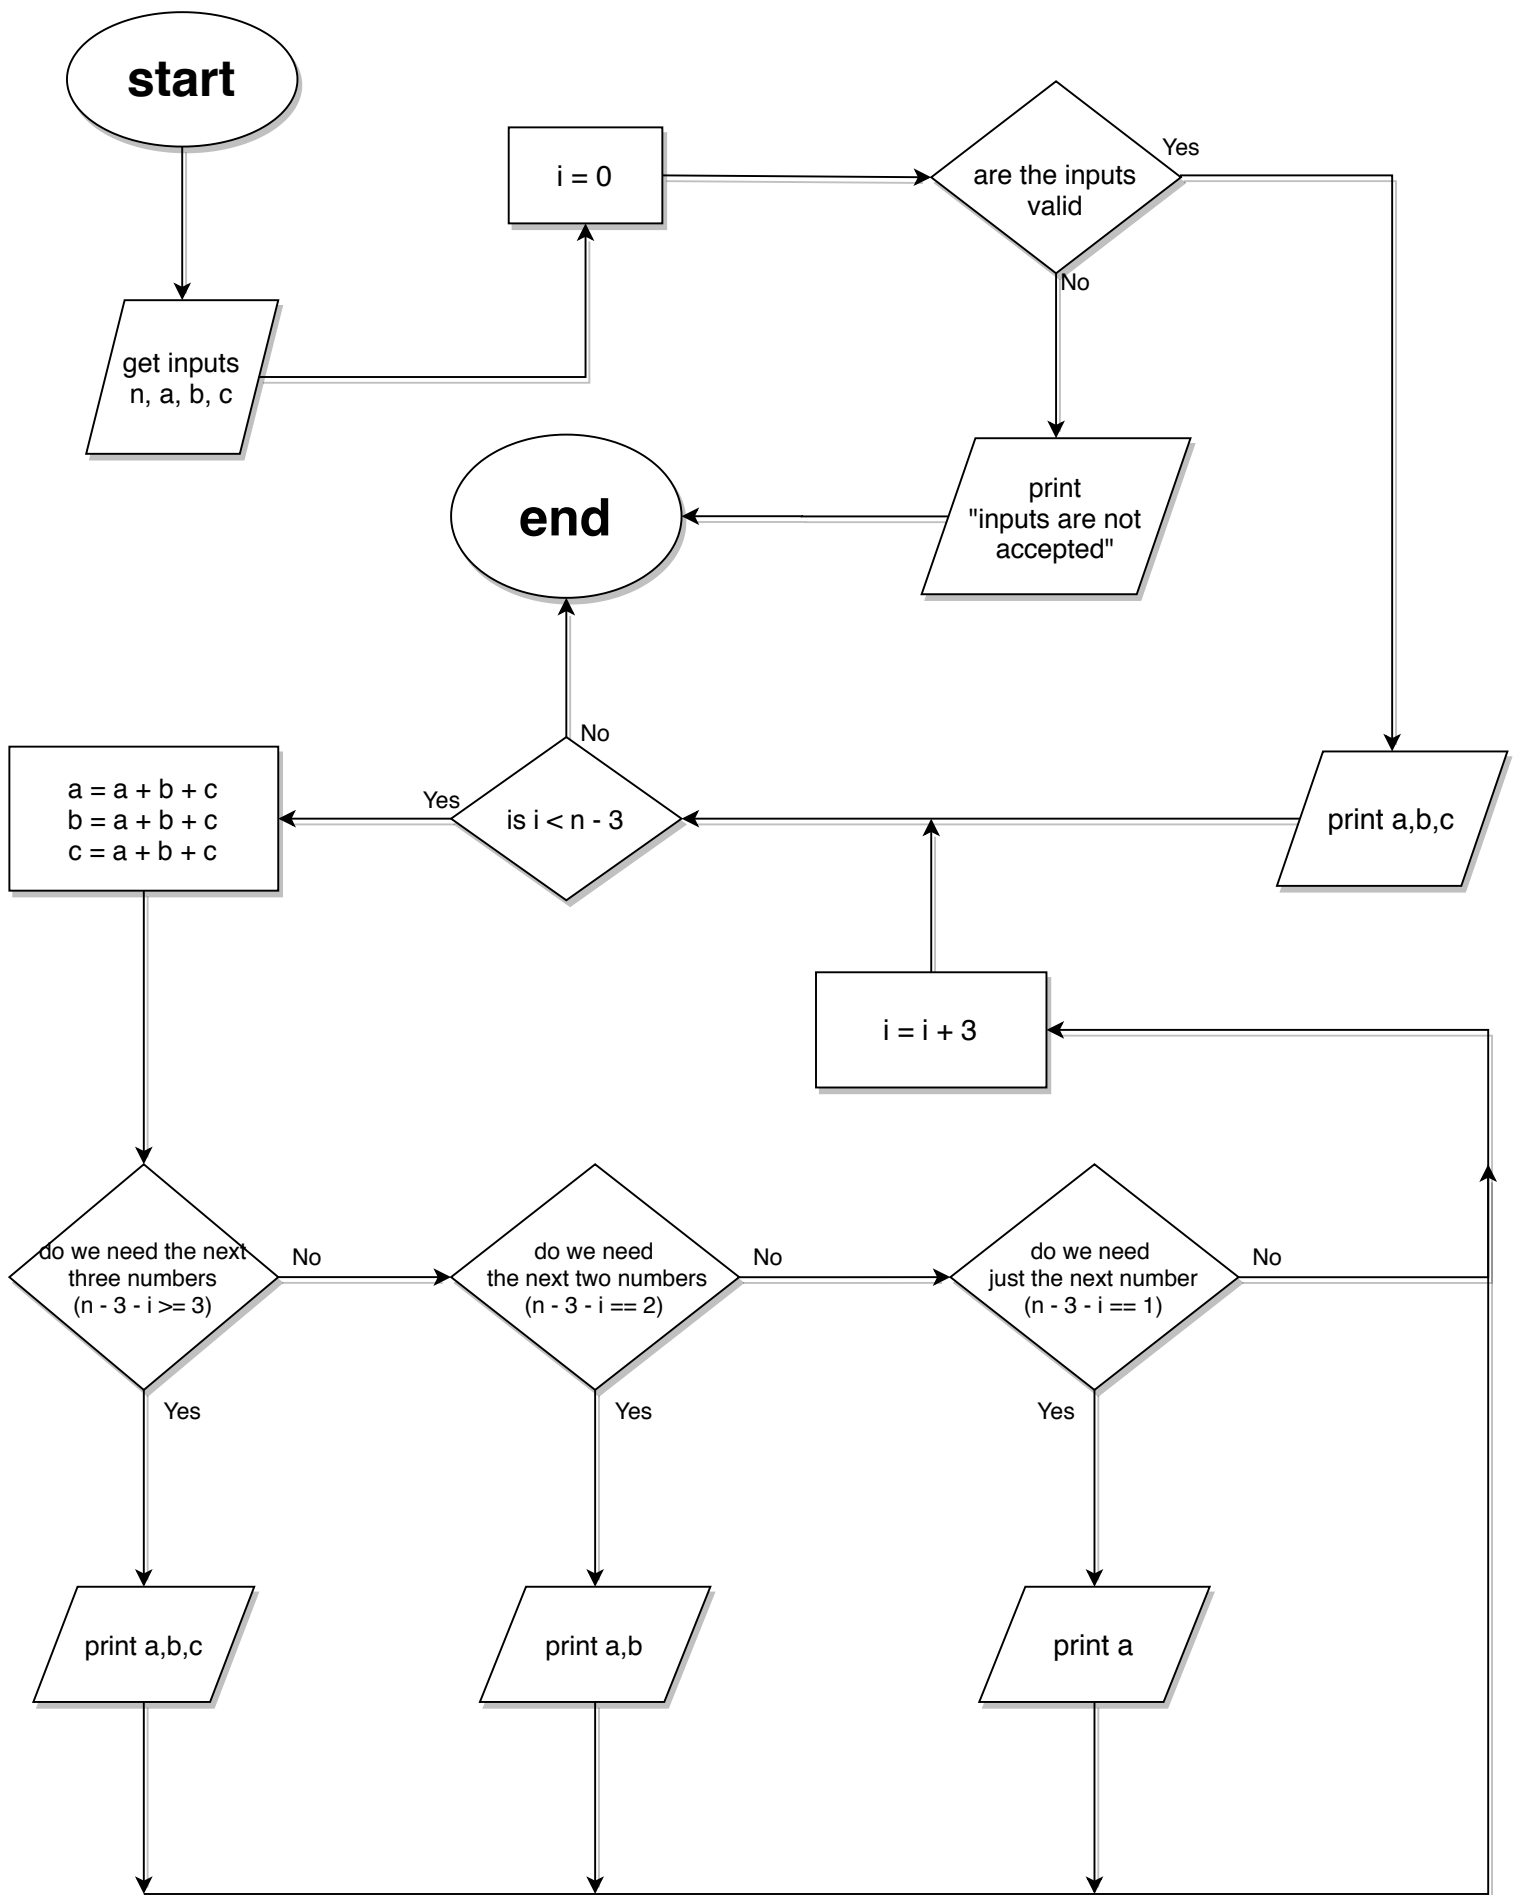 start
get inputs
n, a, b, c
i = 0
are the inputs
valid
Yes
No
print
"inputs are not
accepted"
end
print a,b,c
is i < n - 3
No
Yes
a = a + b + c
b = a + b + c
c = a + b + c
i = i + 3
do we need the next
three numbers
(n - 3 - i >= 3)
No
Yes
do we need
the next two numbers
(n - 3 - i == 2)
No
Yes
do we need
just the next number
(n - 3 - i == 1)
No
Yes
print a,b,c
print a,b
print a